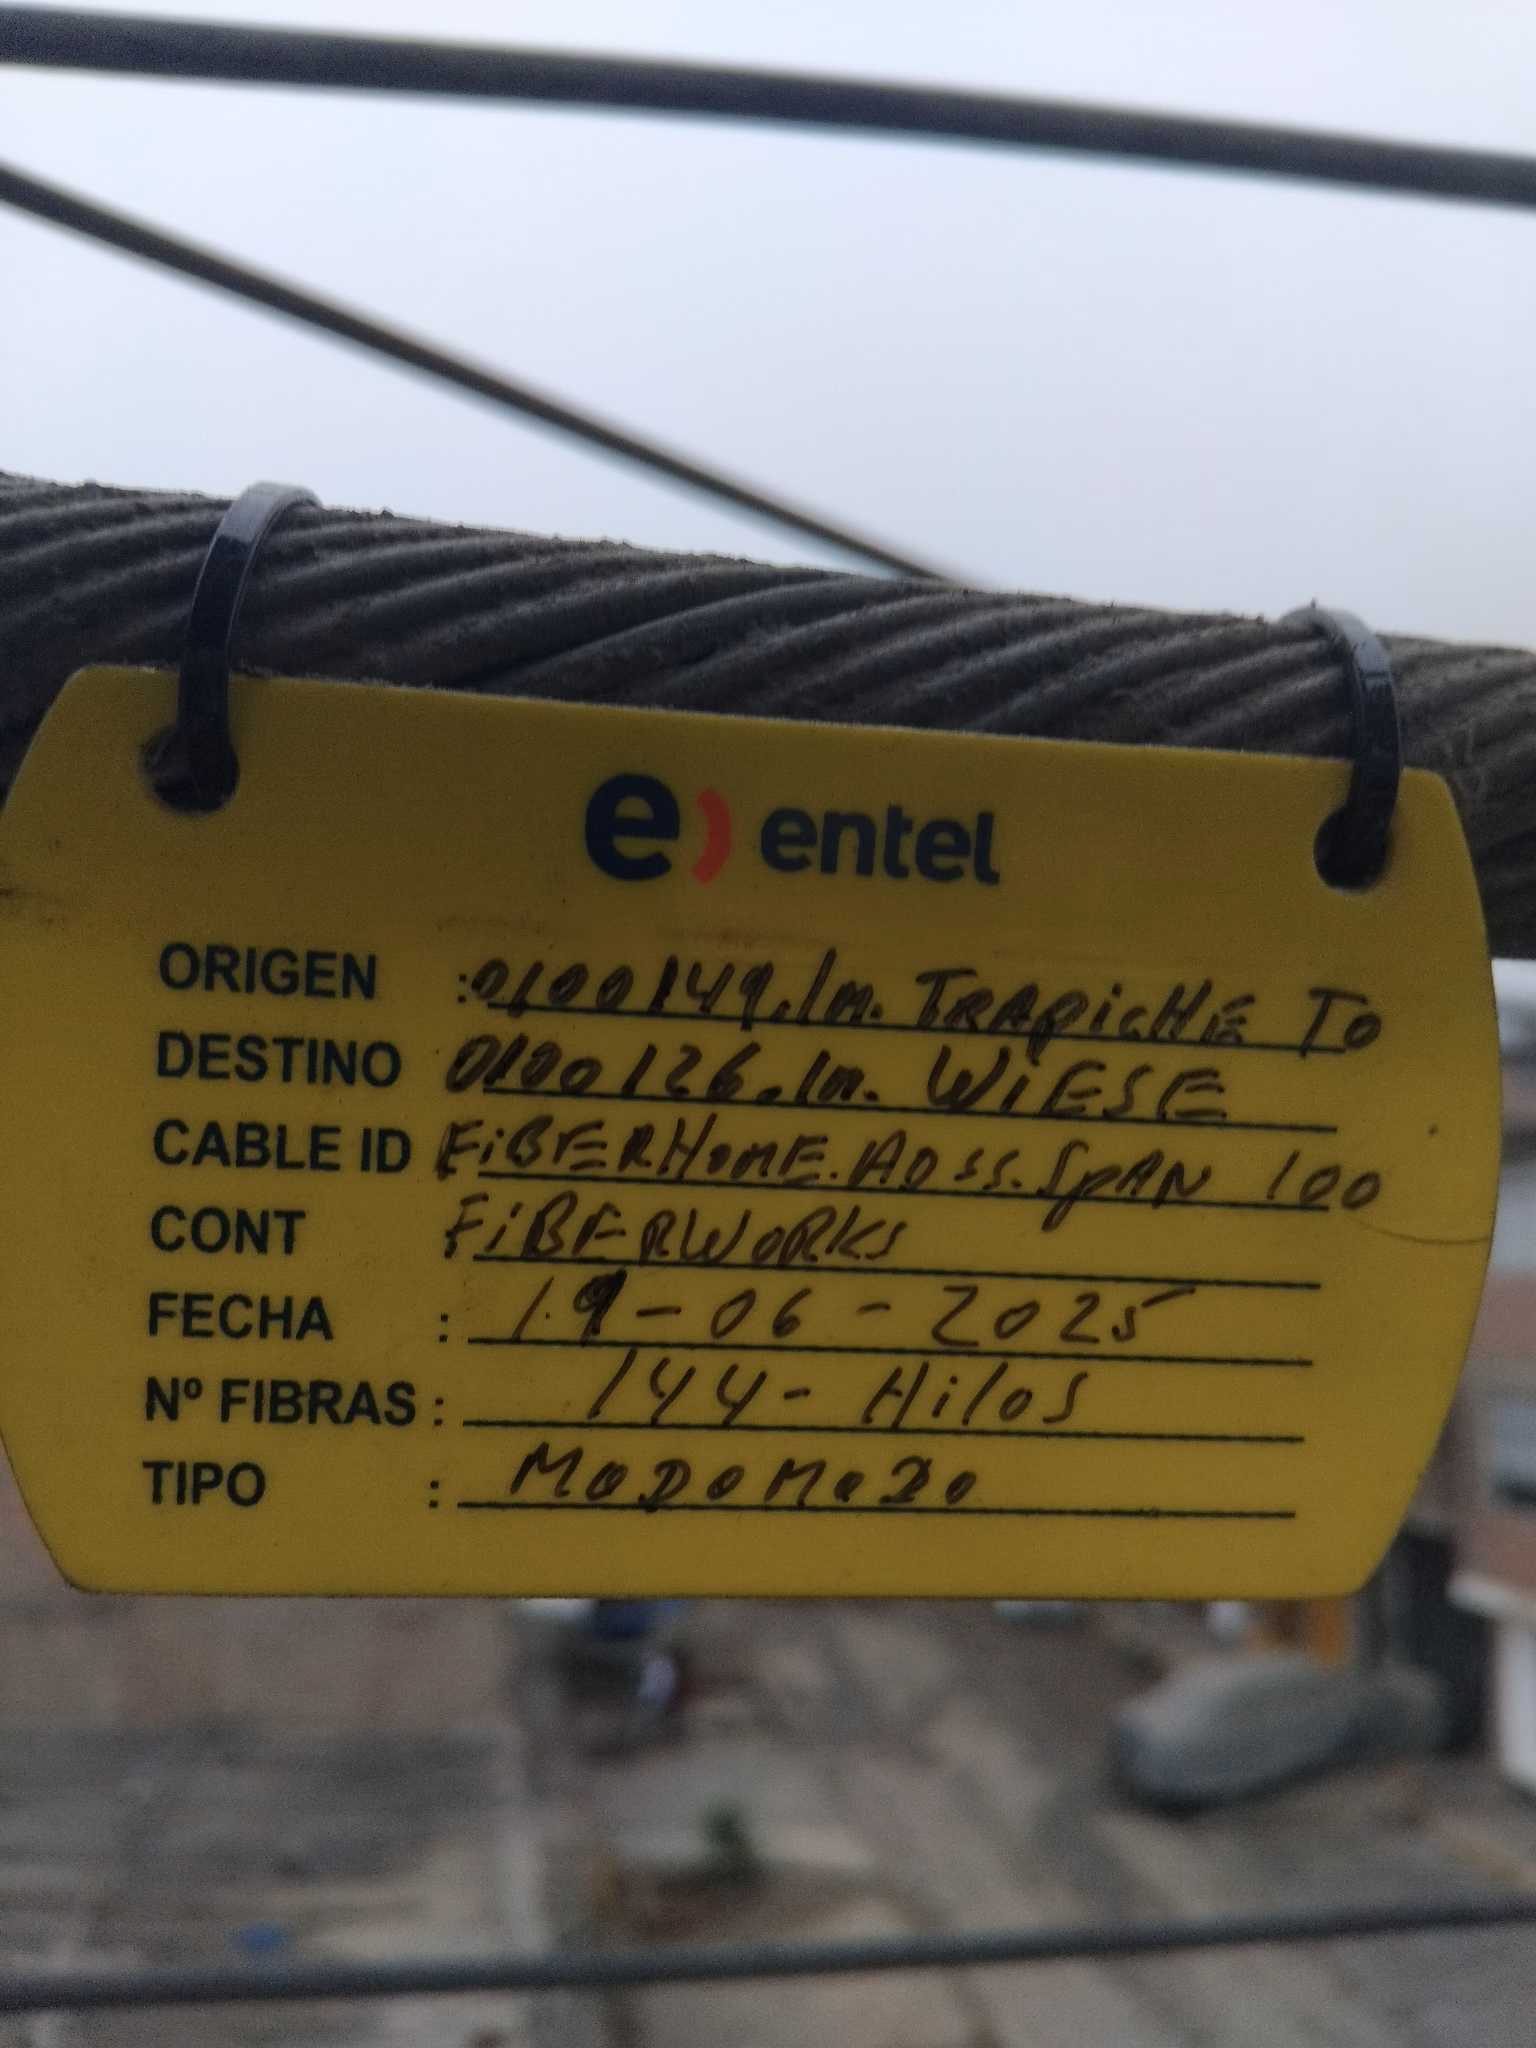 e) entel
ORIGEN :0100149.lm. TRAPICHE TO
DESTINO 0100126.lm. WIESE
CABLE ID FiBERHOME.ADSS.SpAN 100
CONT FiBERWORKS
FECHA : 19-06-2025
Nº FIBRAS : 144-Hilos
TIPO : MODOMODO